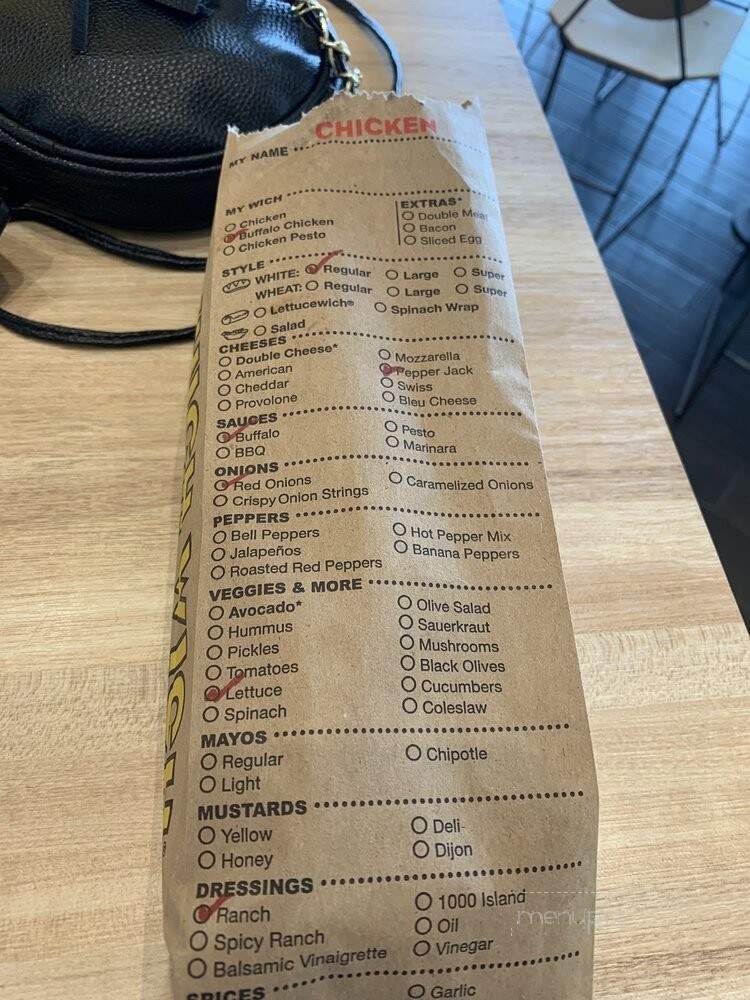 CHICKEN
MY NAME
MY WICH
Chicken
Buffalo Chicken
Chicken Pesto
EXTRAS*
Double Meat
Bacon
Sliced Egg
STYLE
WHITE: Regular Large Super
WHEAT: Regular Large Super
Lettucewich® Spinach Wrap
Salad
CHEESES
Double Cheese*
American
Cheddar
Provolone
Mozzarella
Pepper Jack
Swiss
Bleu Cheese
SAUCES
Buffalo
BBQ
Pesto
Marinara
ONIONS
Red Onions
Crispy Onion Strings
Caramelized Onions
PEPPERS
Bell Peppers
Jalapeños
Roasted Red Peppers
Hot Pepper Mix
Banana Peppers
VEGGIES & MORE
Avocado*
Hummus
Pickles
Tomatoes
Lettuce
Spinach
Olive Salad
Sauerkraut
Mushrooms
Black Olives
Cucumbers
Coleslaw
MAYOS
Regular
Light
Chipotle
MUSTARDS
Yellow
Honey
Deli
Dijon
DRESSINGS
Ranch
Spicy Ranch
Balsamic Vinaigrette
1000 Island
Oil
Vinegar
SPICES
Garlic